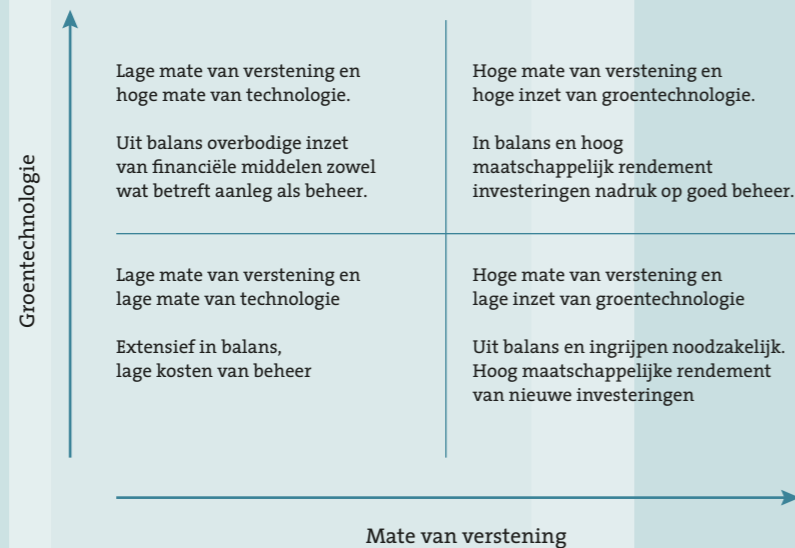 Groentechnologie
Lage mate van verstening en
hoge mate van technologie.
Uit balans overbodige inzet
van financiële middelen zowel
wat betreft aanleg als beheer.
Hoge mate van verstening en
hoge inzet van groentechnologie.
In balans en hoog
maatschappelijk rendement
investeringen nadruk op goed beheer.
Lage mate van verstening en
lage mate van technologie
Extensief in balans,
lage kosten van beheer
Hoge mate van verstening en
lage inzet van groentechnologie
Uit balans en ingrijpen noodzakelijk.
Hoog maatschappelijke rendement
van nieuwe investeringen
Mate van verstening